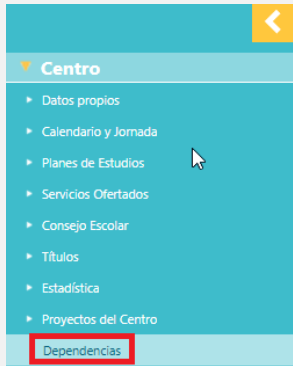 Centro
Datos propios
Calendario y Jornada
Planes de Estudios
Servicios Ofertados
Consejo Escolar
Títulos
Estadística
Proyectos del Centro
Dependencias